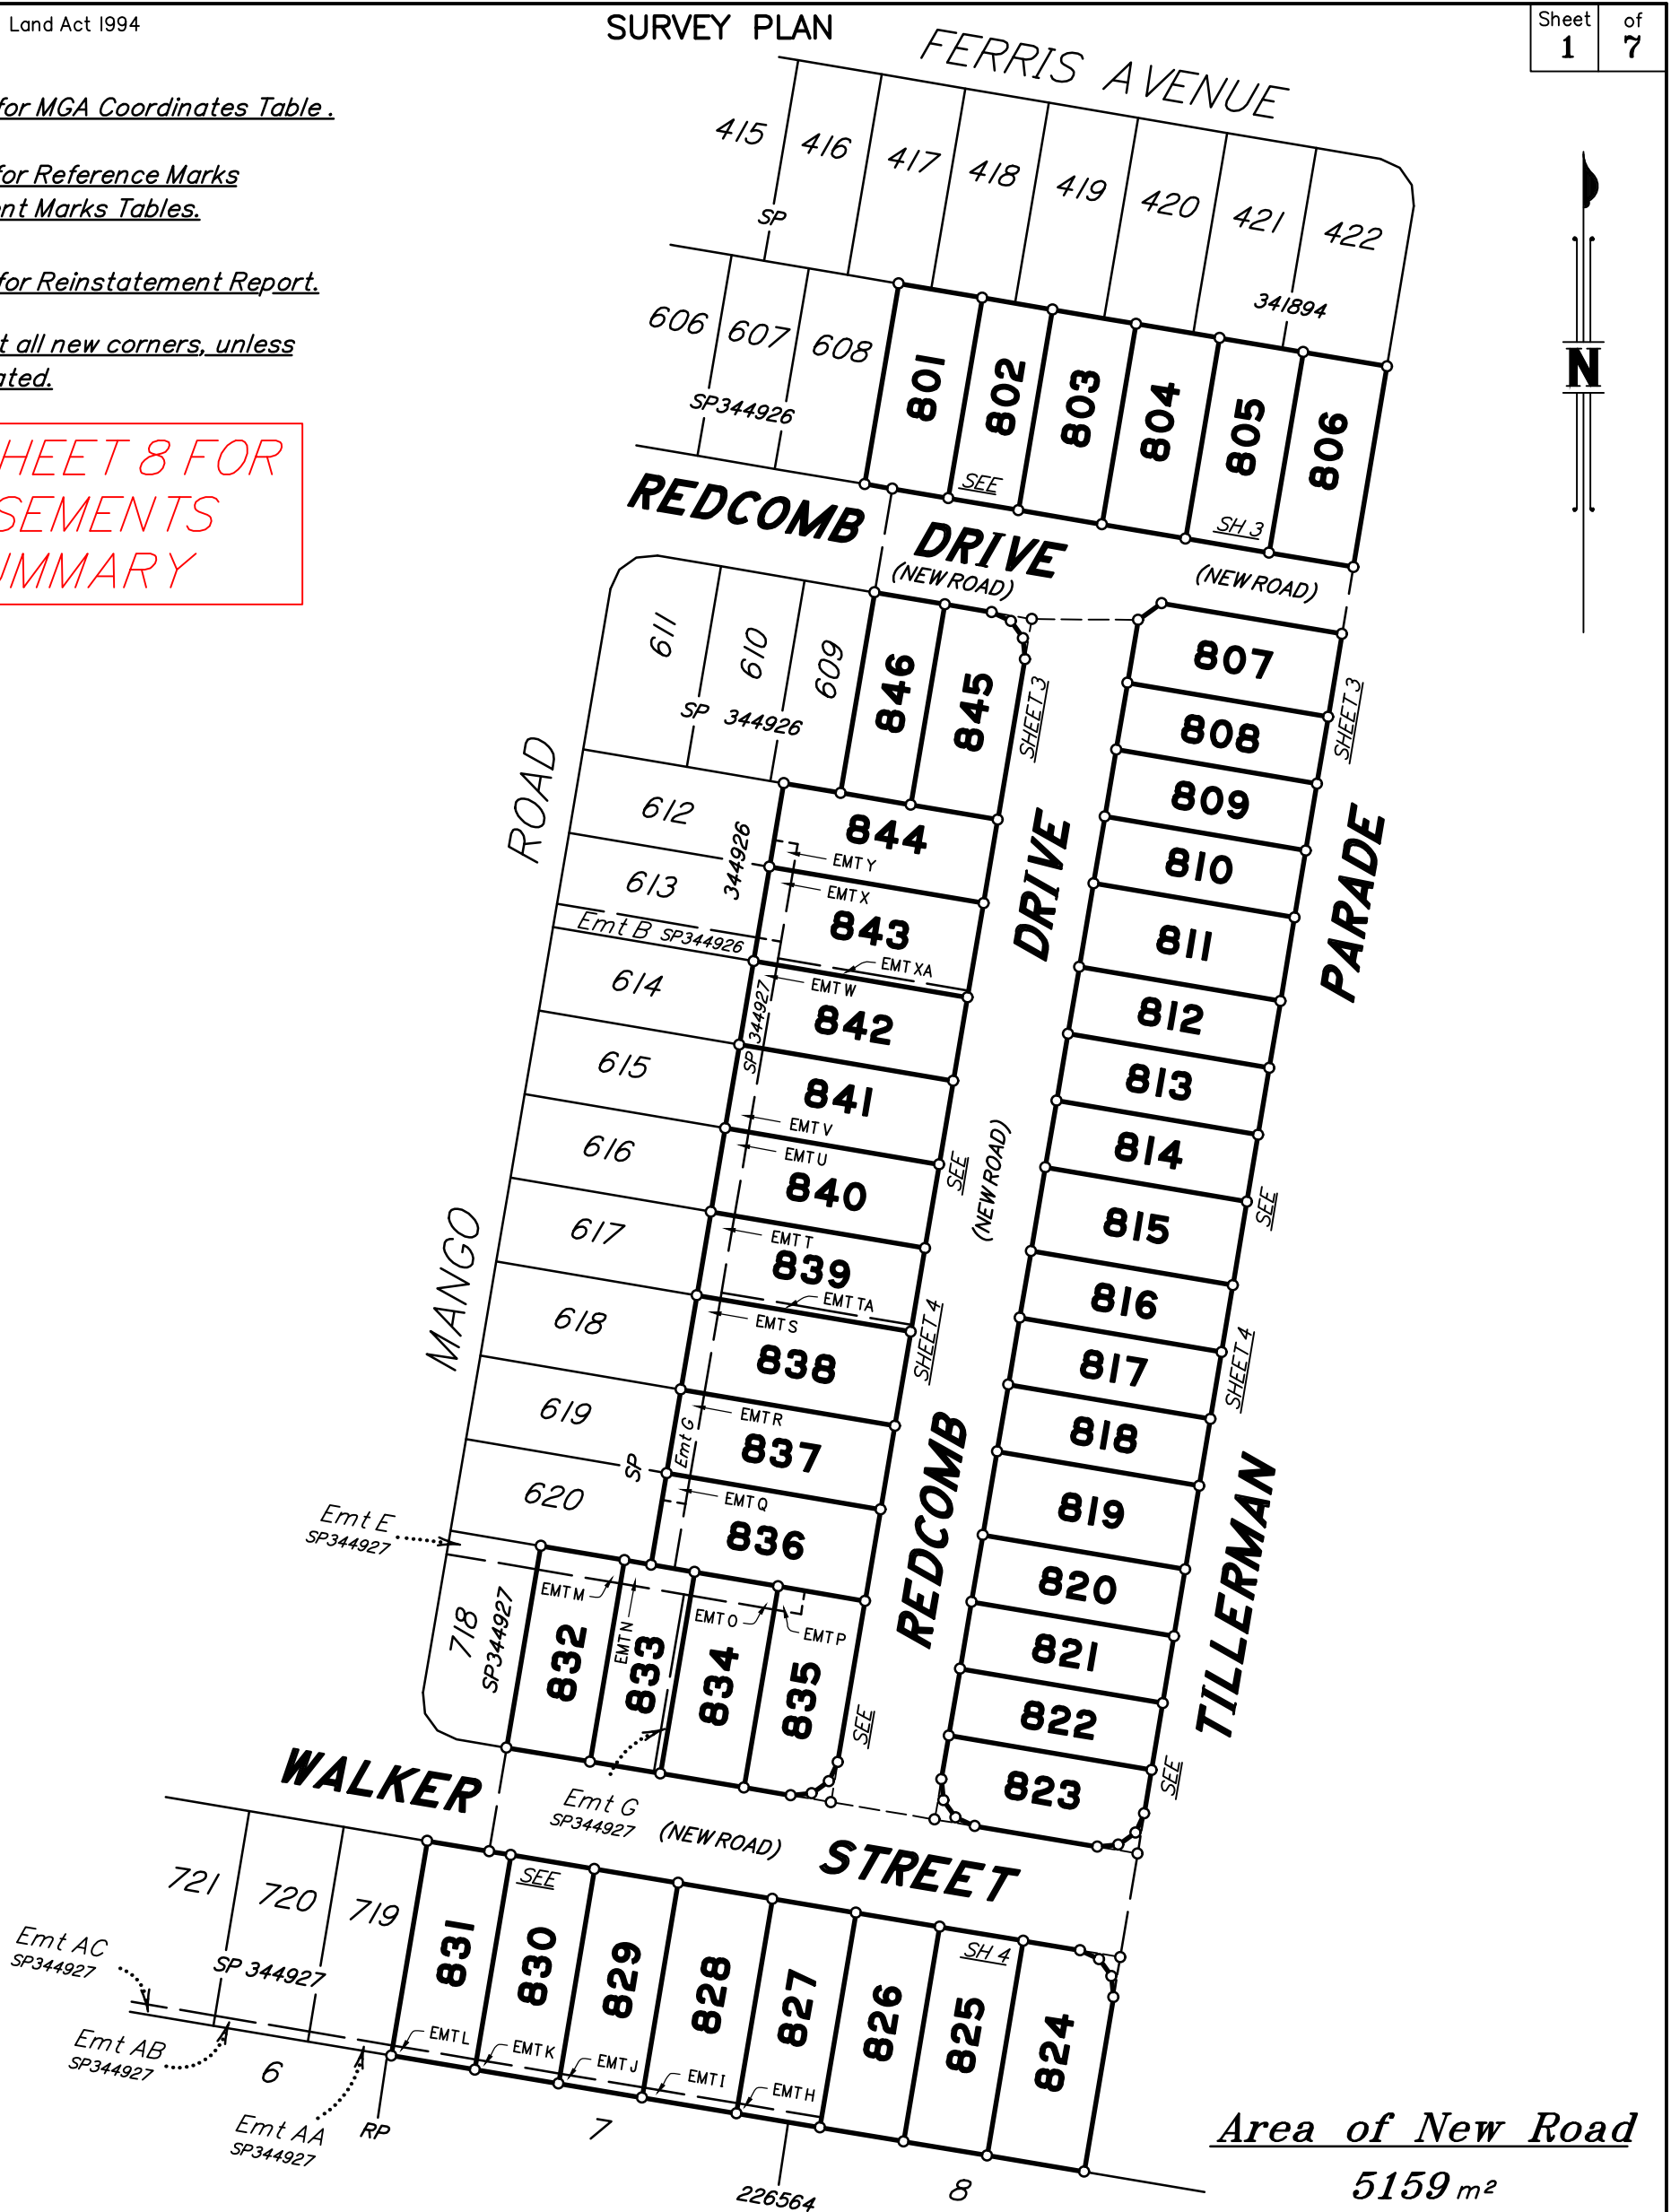 Land Act 1994
SURVEY PLAN
Sheet of
1 7
for MGA Coordinates Table .
for Reference Marks
nt Marks Tables.
for Reinstatement Report.
t all new corners, unless
ated.
HEET 8 FOR
SEMENTS
MMARY
FERRIS AVENUE
415
416
417
418
419
420
421
422
SP
341894
606
607
608
SP344926
801
802
803
804
805
806
SEE
SH 3
REDCOMB DRIVE
(NEW ROAD)
(NEW ROAD)
N
611
610
609
SP 344926
846
845
SHEET 3
807
808
809
810
811
812
813
814
815
816
817
818
819
820
821
822
823
SHEET 3
PARADE
SEE
SHEET 4
TILLERMAN
SEE
ROAD
MANGO
612
613
Emt B SP344926
614
615
616
617
618
619
620
344926
SP 344927
SP
Emt G
844
EMT Y
EMT X
843
EMT XA
EMT W
842
841
EMT V
EMT U
840
EMT T
839
EMT TA
EMT S
838
EMT R
837
EMT Q
836
DRIVE
(NEW ROAD)
SEE
SHEET 4
REDCOMB
SEE
Emt E
SP344927
718
SP344927
EMT M
EMT N
EMT O
EMT P
832
833
834
835
Emt G
SP344927
WALKER STREET
(NEW ROAD)
721
720
719
SP 344927
831
830
829
828
827
826
825
824
SEE
SH 4
EMT L
EMT K
EMT J
EMT I
EMT H
Emt AC
SP344927
Emt AB
SP344927
Emt AA
SP344927
6
RP
7
226564
8
Area of New Road
5159 m²